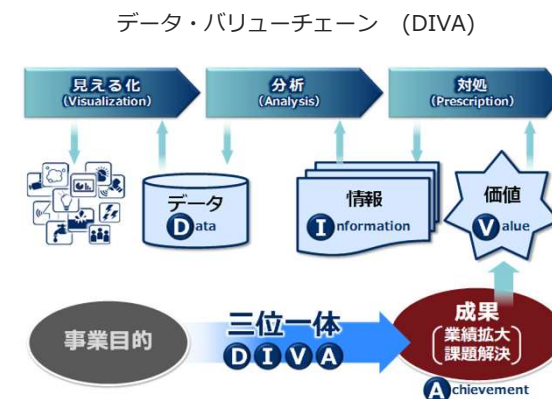 データ・バリューチェーン (DIVA)
見える化
(Visualization)
分析
(Analysis)
対処
(Prescription)
データ
Data
情報
Information
価値
Value
事業目的
三位一体
DIVA
成果
業績拡大
課題解決
Achievement